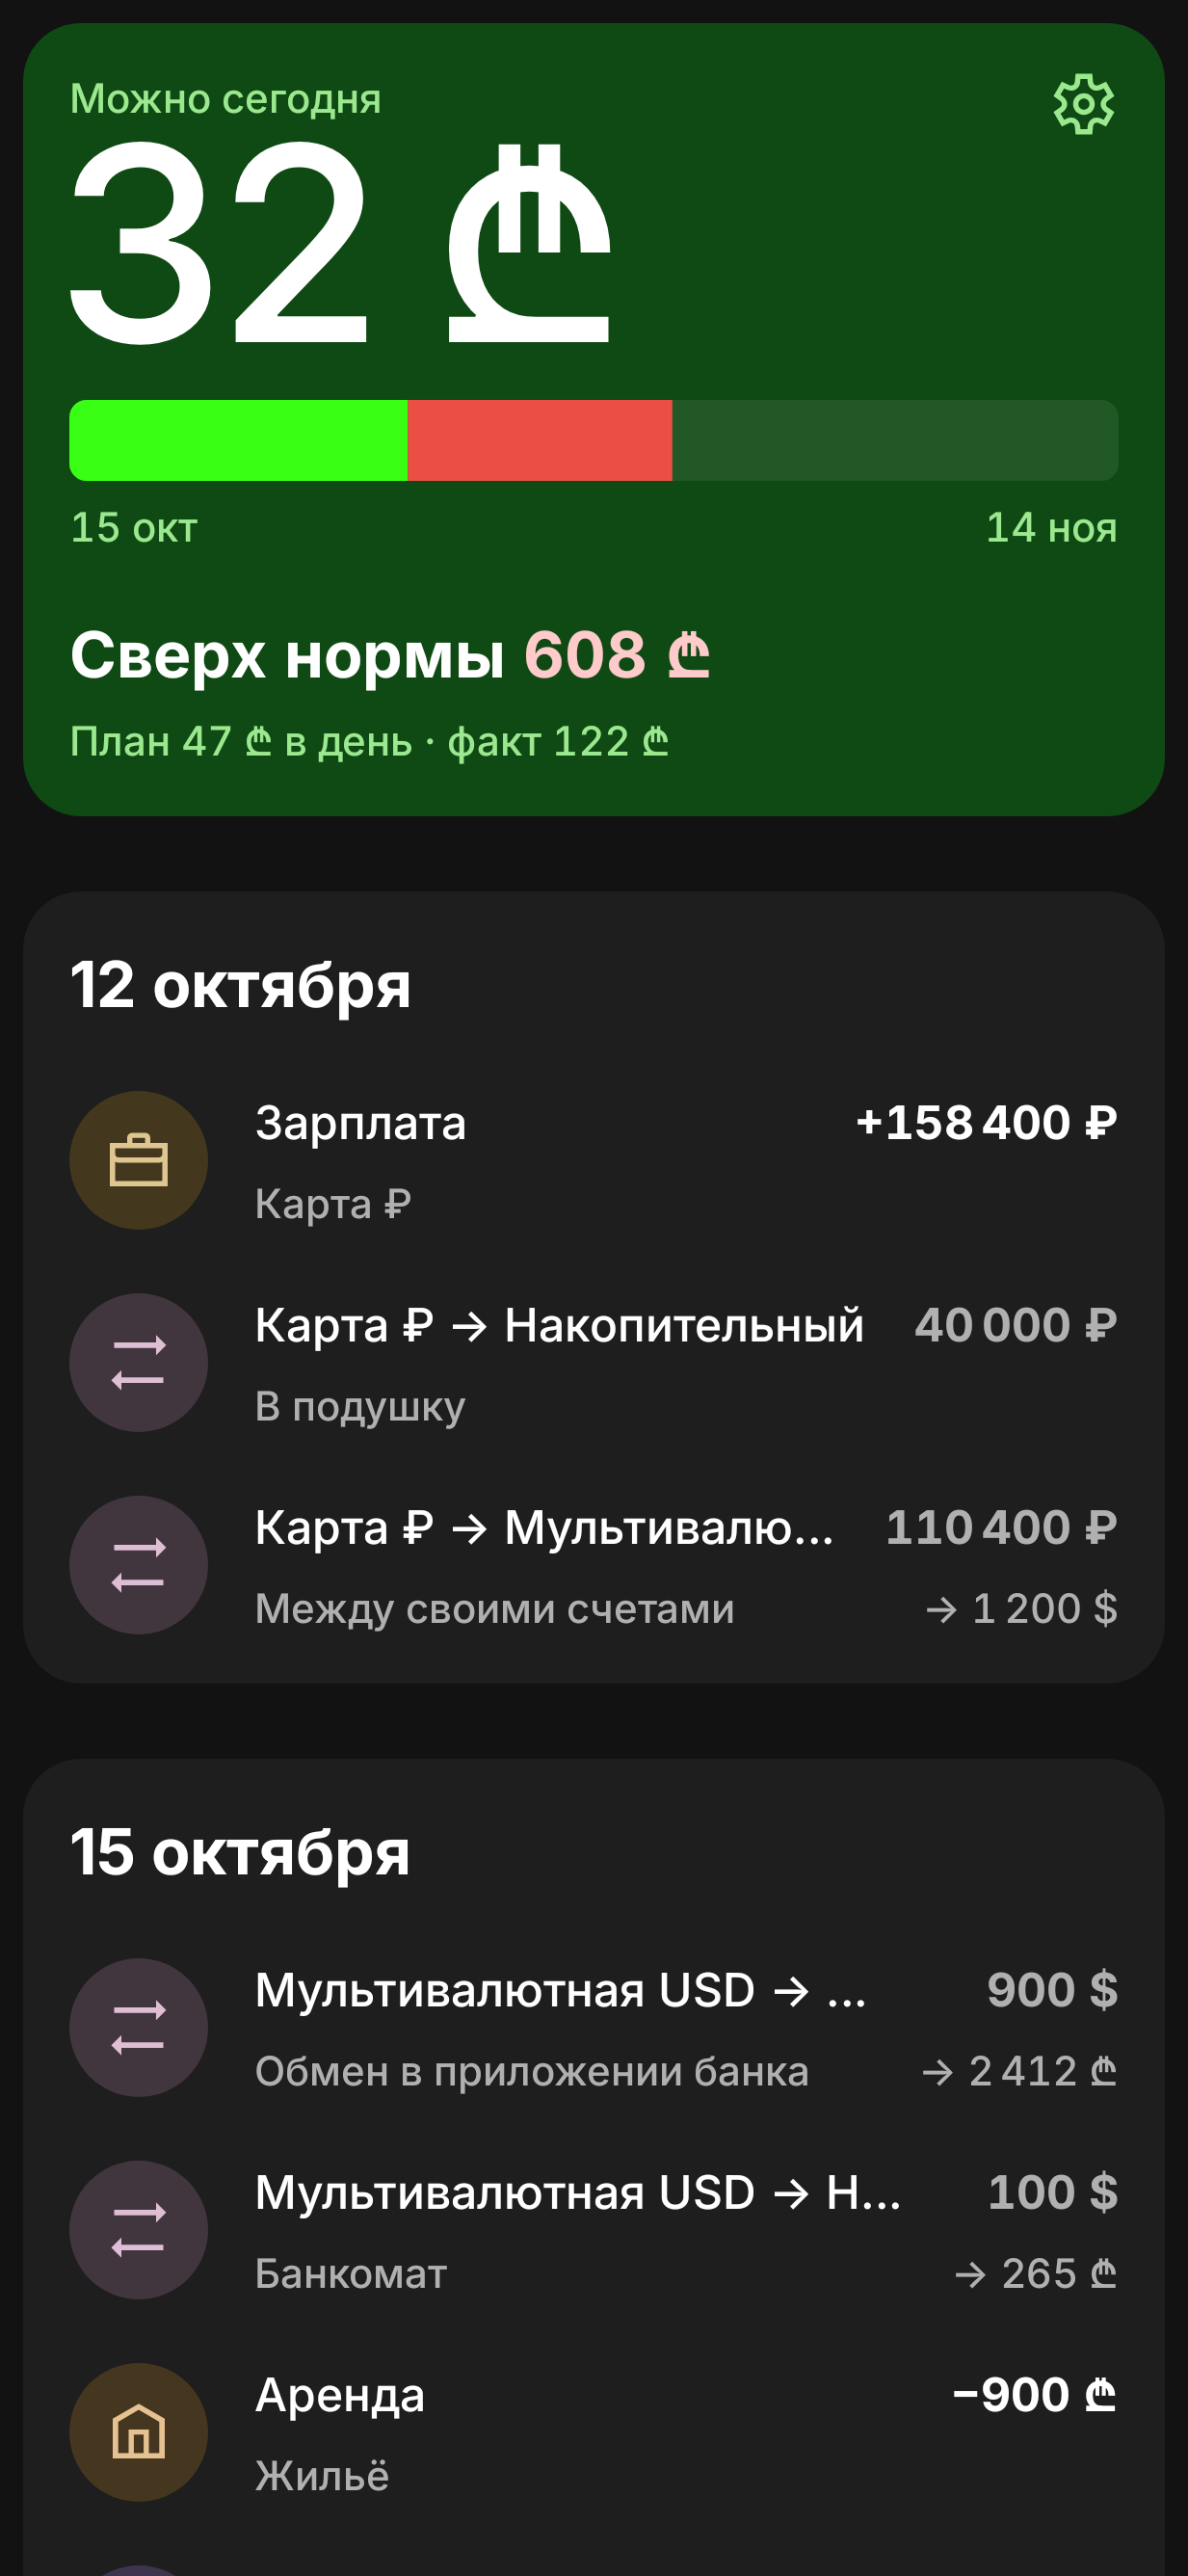 Можно сегодня
32 ₾
15 окт 14 ноя
Сверх нормы 608 ₾
План 47 ₾ в день · факт 122 ₾
12 октября
Зарплата +158 400 ₽
Карта ₽
Карта ₽ → Накопительный 40 000 ₽
В подушку
Карта ₽ → Мультивалю... 110 400 ₽
Между своими счетами → 1 200 $
15 октября
Мультивалютная USD → ... 900 $
Обмен в приложении банка → 2 412 ₾
Мультивалютная USD → Н... 100 $
Банкомат → 265 ₾
Аренда −900 ₾
Жильё